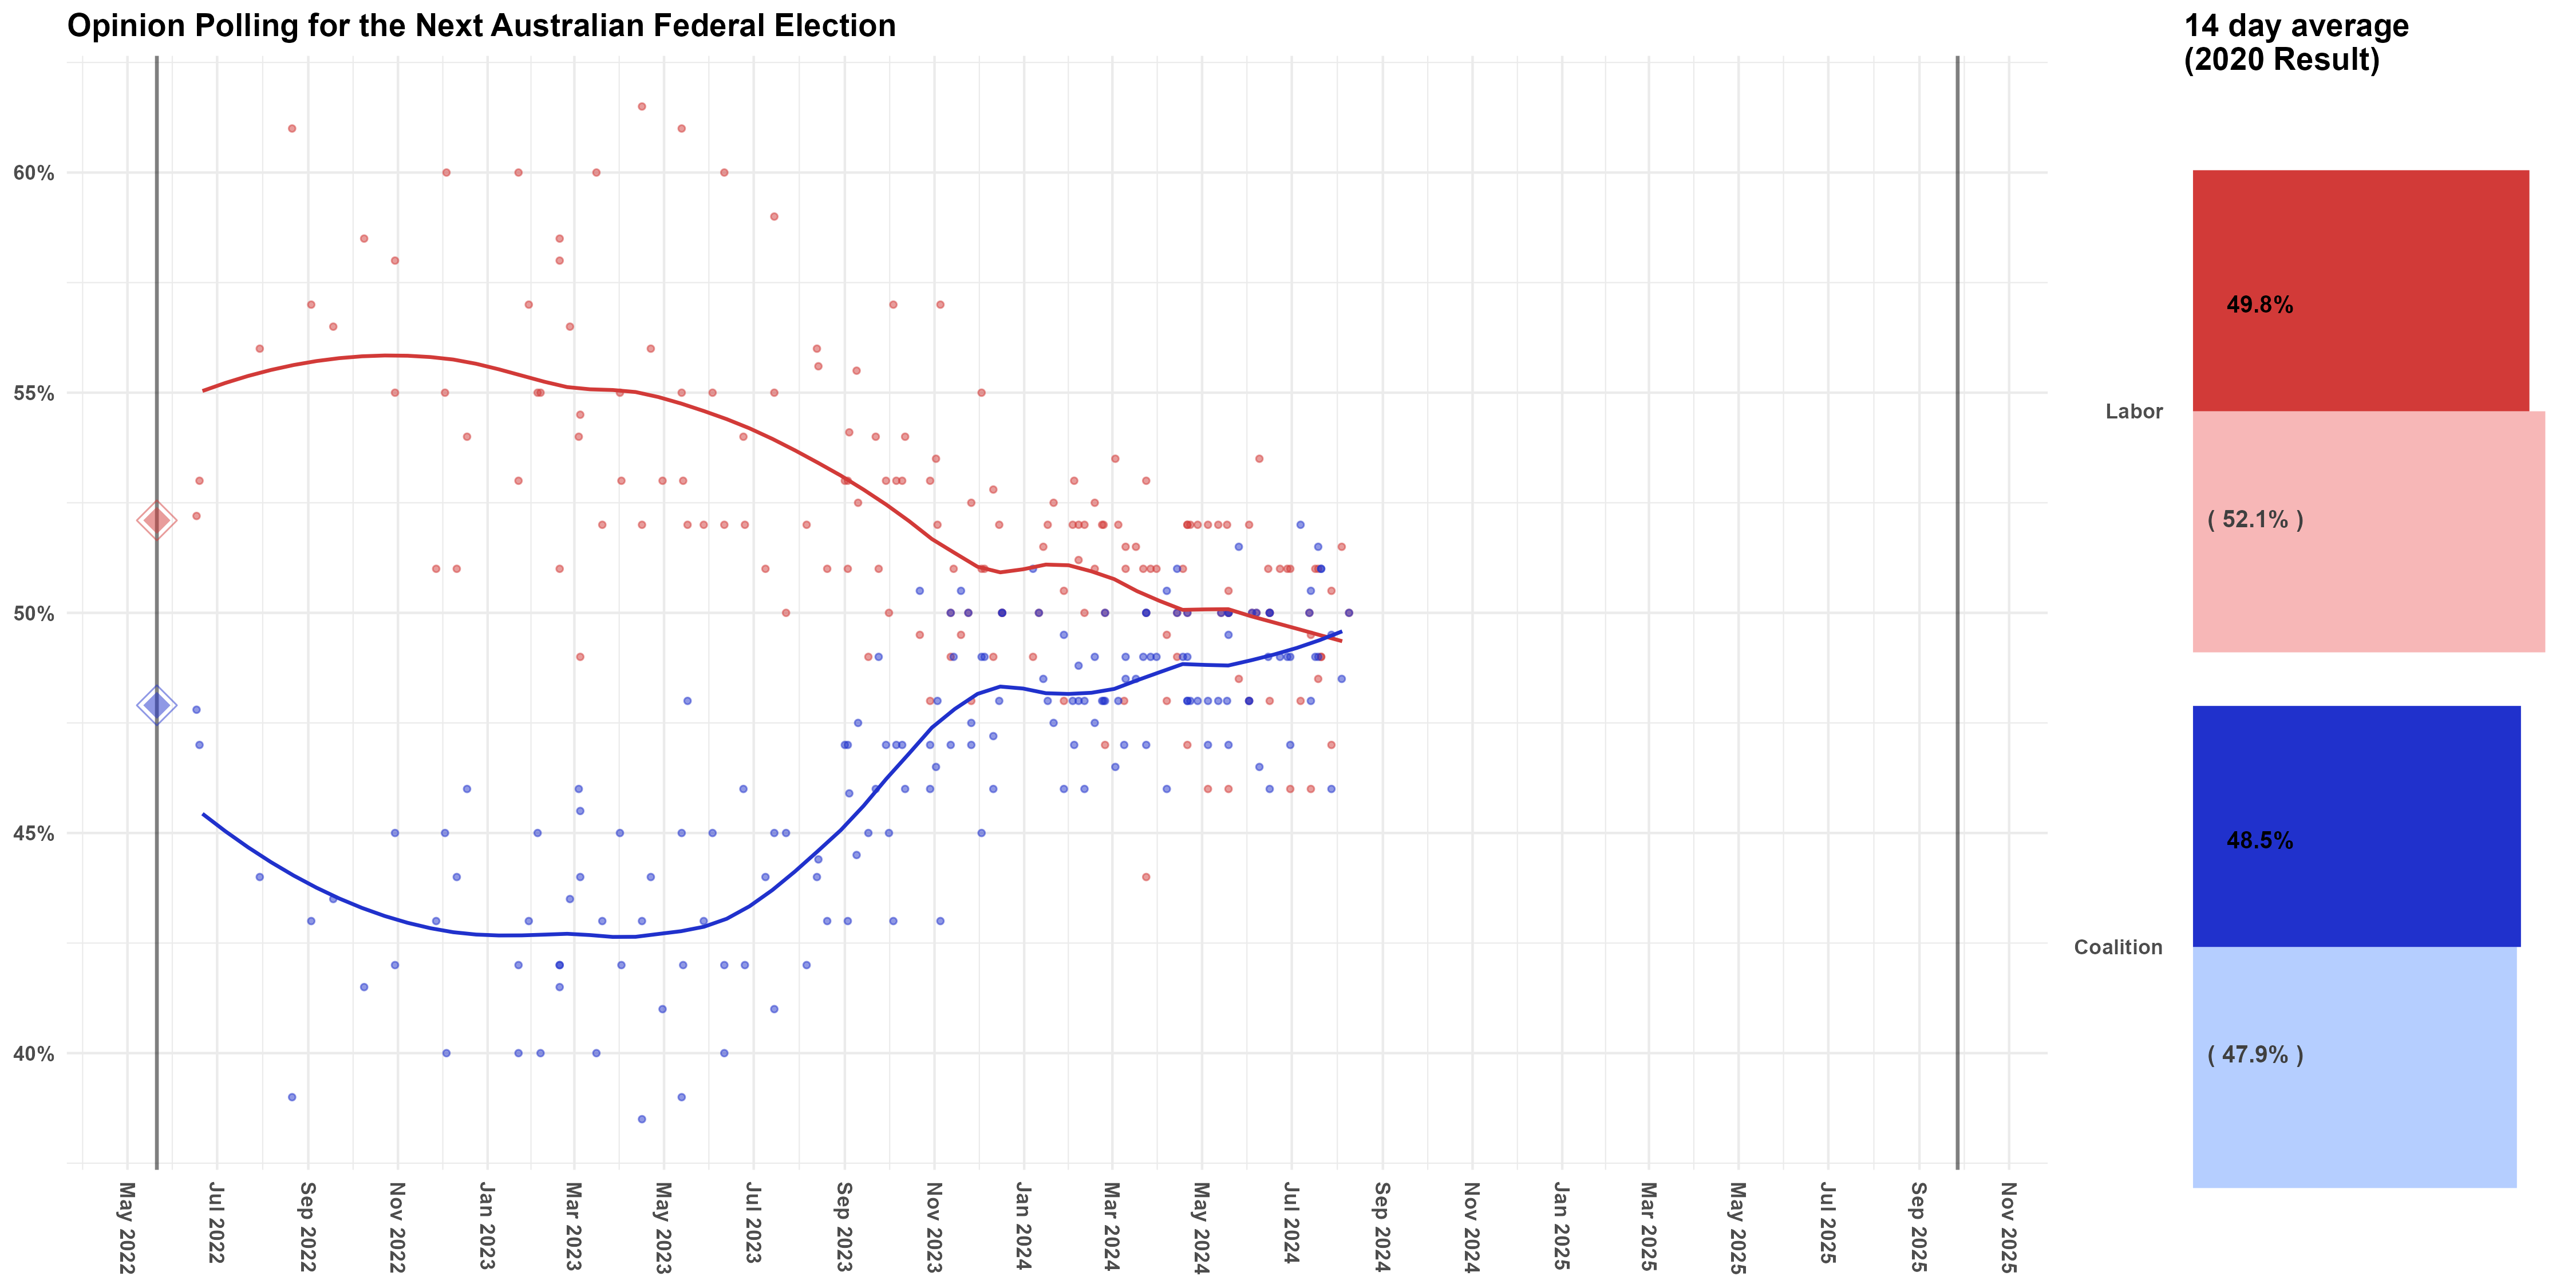 Opinion Polling for the Next Australian Federal Election
14 day average
(2020 Result)
60%
55%
50%
45%
40%
May 2022
Jul 2022
Sep 2022
Nov 2022
Jan 2023
Mar 2023
May 2023
Jul 2023
Sep 2023
Nov 2023
Jan 2024
Mar 2024
May 2024
Jul 2024
Sep 2024
Nov 2024
Jan 2025
Mar 2025
May 2025
Jul 2025
Sep 2025
Nov 2025
Labor
49.8%
( 52.1% )
Coalition
48.5%
( 47.9% )